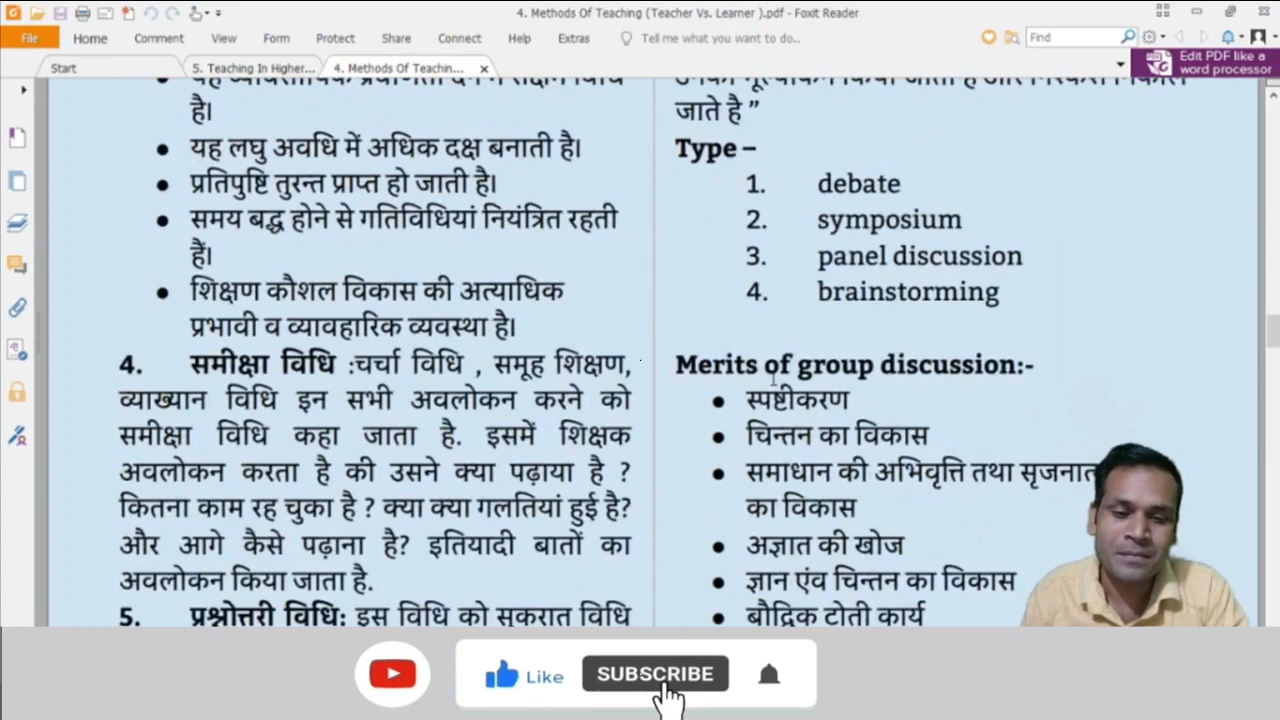 4. Methods Of Teaching (Teacher Vs. Learner ).pdf - Foxit Reader
File Home Comment View Form Protect Share Connect Help Extras Tell me what you want to do.. Find
Start 5. Teaching In Higher... 4. Methods Of Teachin... Edit PDF like a
word processor
है।
यह लघु अवधि में अधिक दक्ष बनाती है।
प्रतिपुष्टि तुरन्त प्राप्त हो जाती है।
समय बद्ध होने से गतिविधियां नियंत्रित रहती
हैं।
शिक्षण कौशल विकास की अत्याधिक
प्रभावी व व्यावहारिक व्यवस्था है।
4. समीक्षा विधि :चर्चा विधि , समूह शिक्षण,
व्याख्यान विधि इन सभी अवलोकन करने को
समीक्षा विधि कहा जाता है. इसमें शिक्षक
अवलोकन करता है की उसने क्या पढ़ाया है ?
कितना काम रह चुका है ? क्या क्या गलतियां हुई है?
और आगे कैसे पढ़ाना है? इतियादी बातों का
अवलोकन किया जाता है.
5. प्रश्नोत्तरी विधि: इस विधि को सुकरात विधि
जाते है ”
Type –
1. debate
2. symposium
3. panel discussion
4. brainstorming
Merits of group discussion:-
स्पष्टीकरण
चिन्तन का विकास
समाधान की अभिवृत्ति तथा
का विकास
अज्ञात की खोज
ज्ञान एंव चिन्तन का विकास
बौद्रिक टोती कार्य
Like SUBSCRIBE